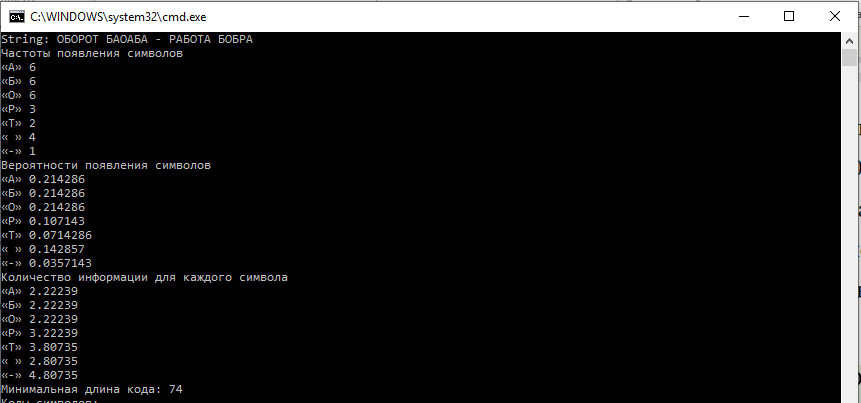 C:\WINDOWS\system32\cmd.exe
String: ОБОРОТ БАОАБА - РАБОТА БОБРА
Частоты появления символов
«А» 6
«Б» 6
«О» 6
«Р» 3
«Т» 2
« » 4
«-» 1
Вероятности появления символов
«А» 0.214286
«Б» 0.214286
«О» 0.214286
«Р» 0.107143
«Т» 0.0714286
« » 0.142857
«-» 0.0357143
Количество информации для каждого символа
«А» 2.22239
«Б» 2.22239
«О» 2.22239
«Р» 3.22239
«Т» 3.80735
« » 2.80735
«-» 4.80735
Минимальная длина кода: 74